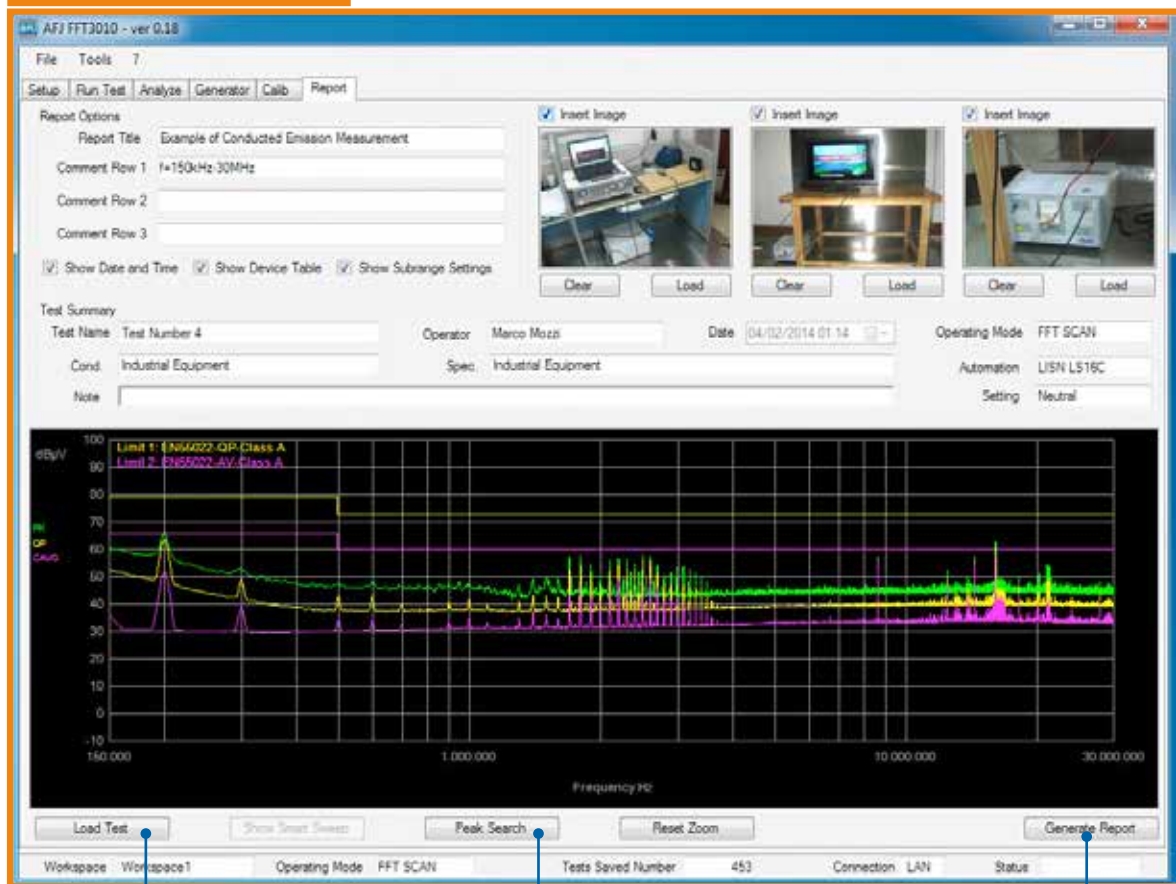 AFJ FFT3010 - ver 0.18
File Tools ?
Setup Run Test Analyze Generator Calib Report
Report Options
Report Title Example of Conducted Emission Measurement
Comment Row 1 f=150kHz-30MHz
Comment Row 2
Comment Row 3
Show Date and Time Show Device Table Show Subrange Settings
Insert Image Insert Image Insert Image
Clear Load Clear Load Clear Load
Test Summary
Test Name Test Number 4 Operator Marco Mozzi Date 04/02/2014 01:14 Operating Mode FFT SCAN
Cond. Industrial Equipment Spec. Industrial Equipment Automation LISN LS16C
Note Setting Neutral
dBµV
Limit 1: EN55022-QP-Class A
Limit 2: EN55022-AV-Class A
PK
QP
CAVG
100
90
80
70
60
50
40
30
20
10
0
-10
150.000 1.000.000 10.000.000 30.000.000
Frequency Hz
Load Test Show Smart Sweep Peak Search Reset Zoom Generate Report
Workspace Workspace1 Operating Mode FFT SCAN Tests Saved Number 453 Connection LAN Status